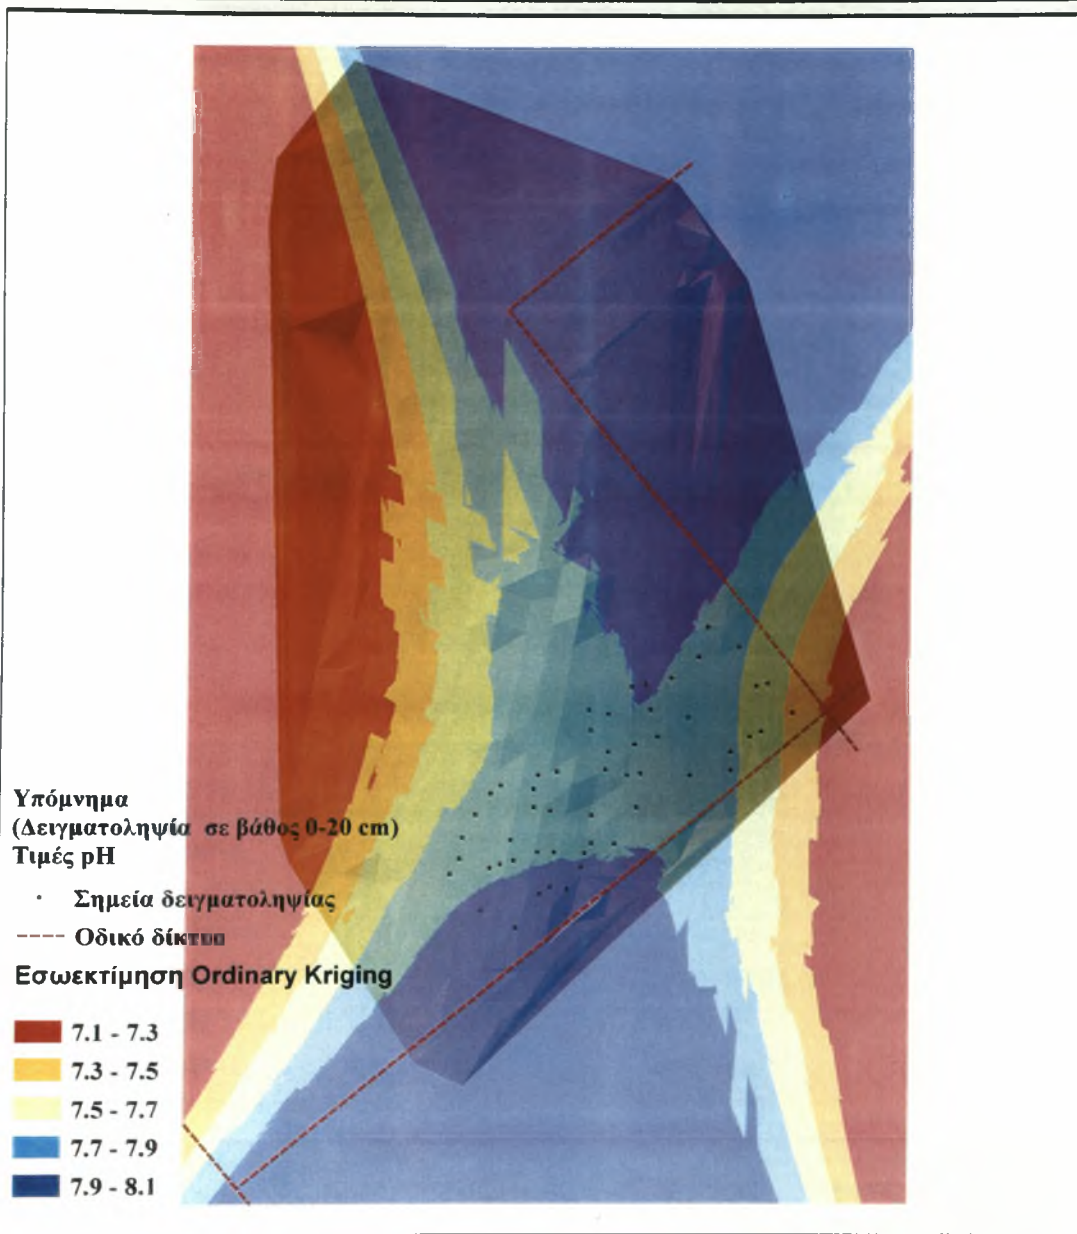 Υπόμνημα
(Δειγματοληψία σε βάθος 0-20 cm)
Τιμές pH
Σημεία δειγματοληψίας
Οδικό δίκτυο
Εσωεκτίμηση Ordinary Kriging
7.1 - 7.3
7.3 - 7.5
7.5 - 7.7
7.7 - 7.9
7.9 - 8.1